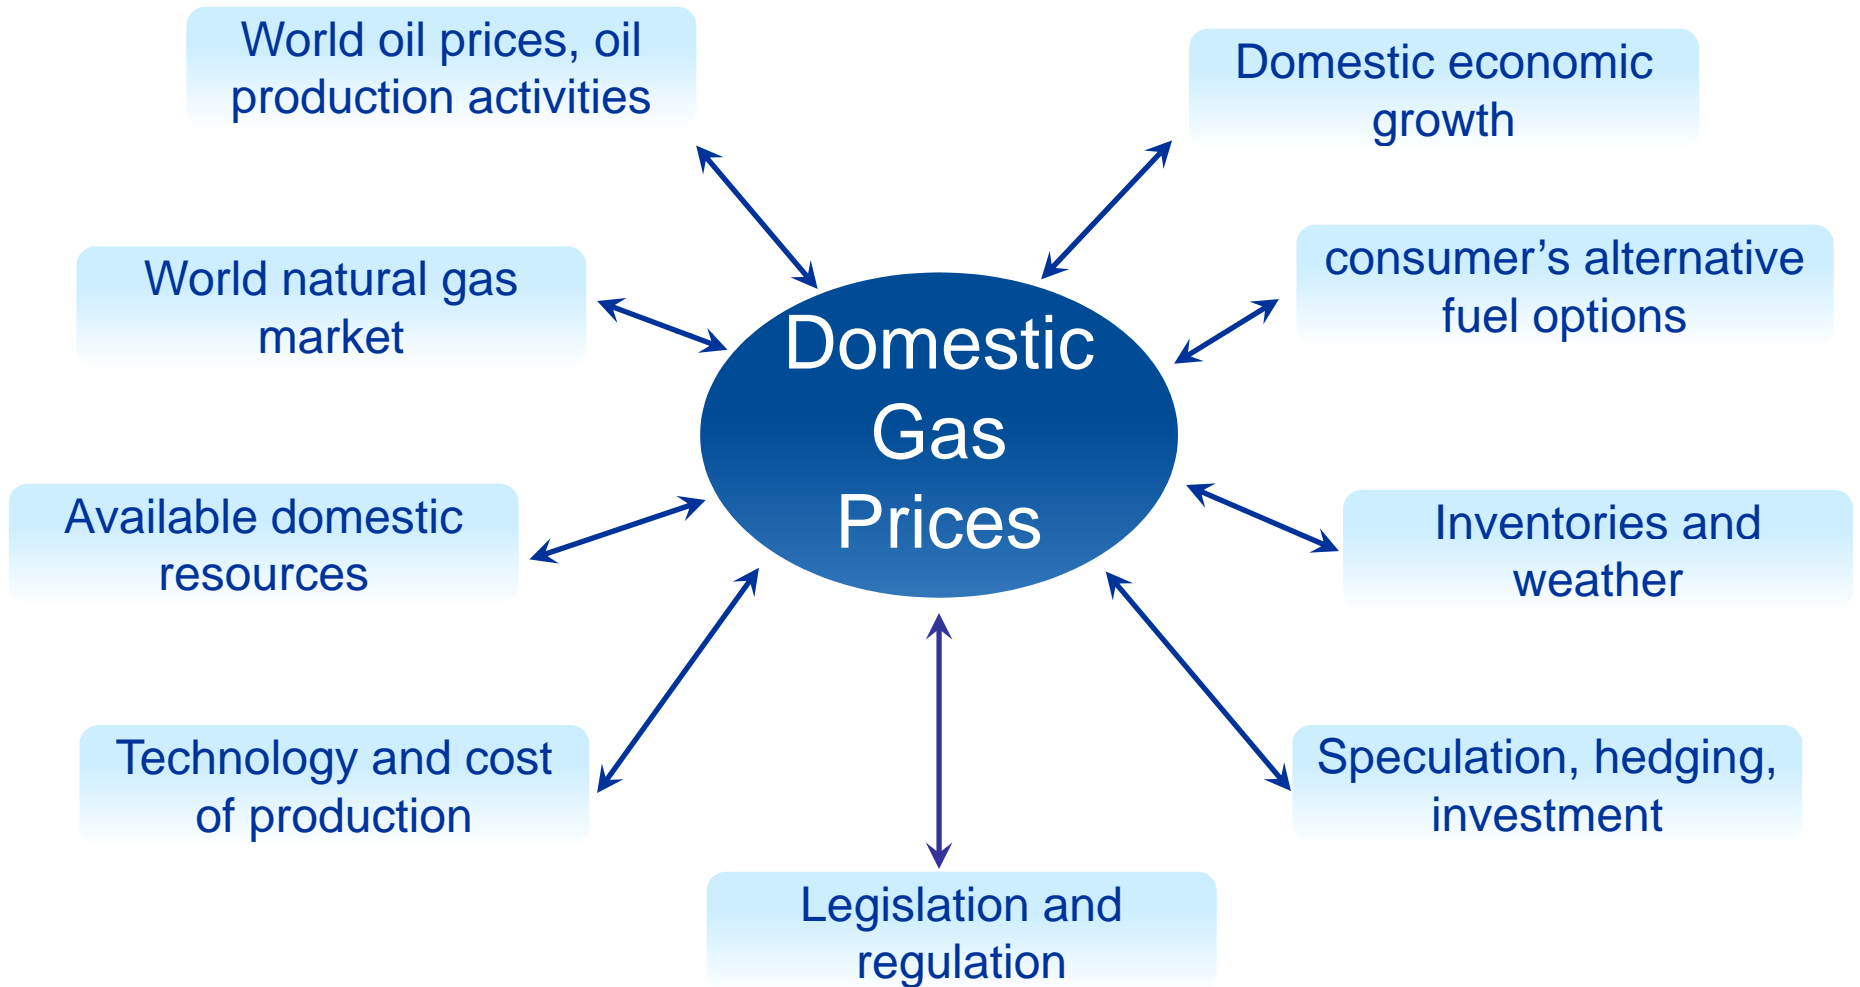 World oil prices, oil
production activities
Domestic economic
growth
World natural gas
market
consumer’s alternative
fuel options
Domestic
Gas
Prices
Available domestic
resources
Inventories and
weather
Technology and cost
of production
Speculation, hedging,
investment
Legislation and
regulation